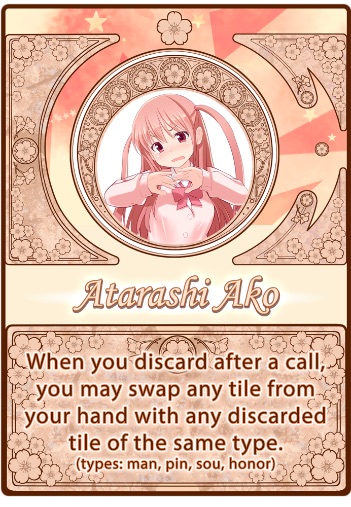 Atarashi Ako
When you discard after a call,
you may swap any tile from
your hand with any discarded
tile of the same type.
(types: man, pin, sou, honor)